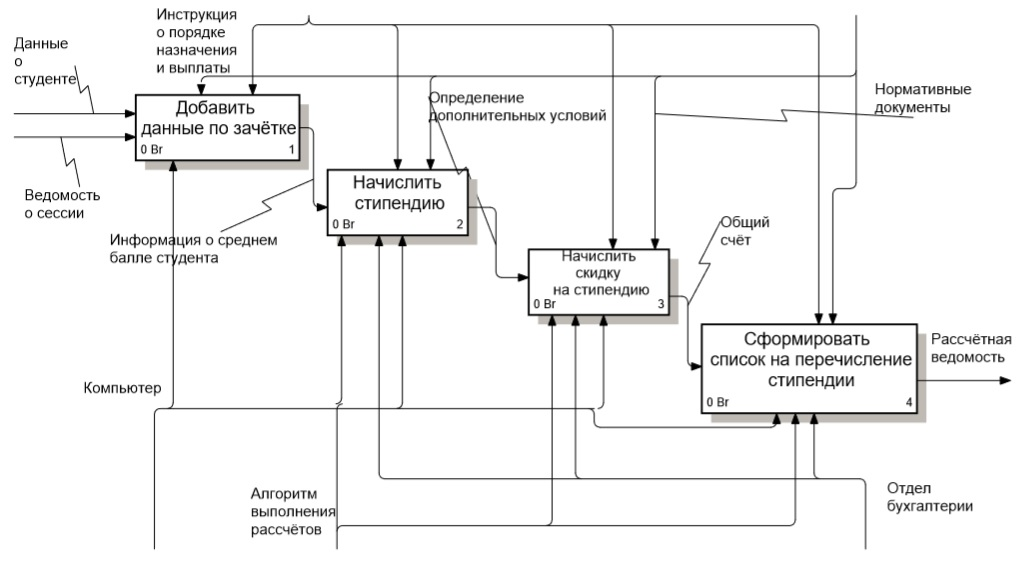 Инструкция
о порядке
назначения
и выплаты
Данные
о
студенте
Добавить
данные по зачётке
0 Br
1
Определение
дополнительных условий
Нормативные
документы
Ведомость
о сессии
Начислить
стипендию
0 Br
2
Информация о среднем
балле студента
Общий
счёт
Начислить
скидку
на стипендию
0 Br
3
Сформировать
список на перечисление
стипендии
0 Br
4
Рассчётная
ведомость
Компьютер
Алгоритм
выполнения
рассчётов
Отдел
бухгалтерии